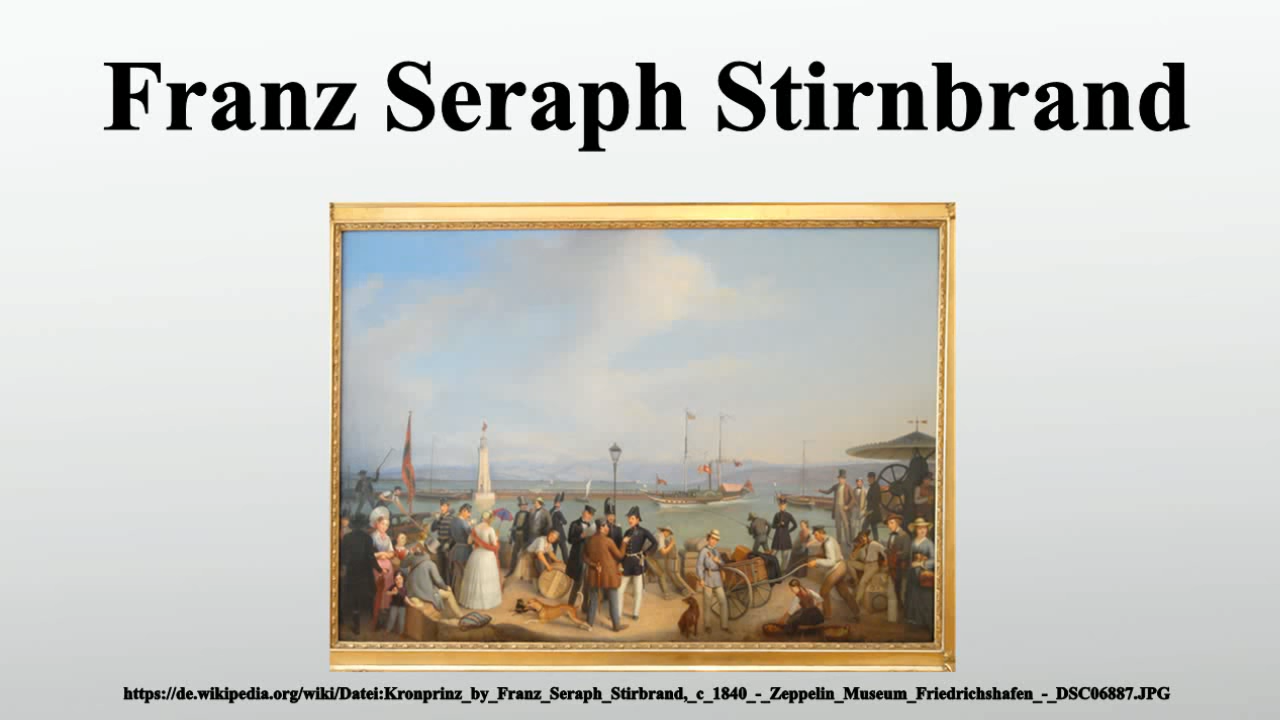 Franz Seraph Stirnbrand
https://de.wikipedia.org/wiki/Datei:Kronprinz_by_Franz_Seraph_Stirbrand,_c_1840_-_Zeppelin_Museum_Friedrichshafen_-_DSC06887.JPG